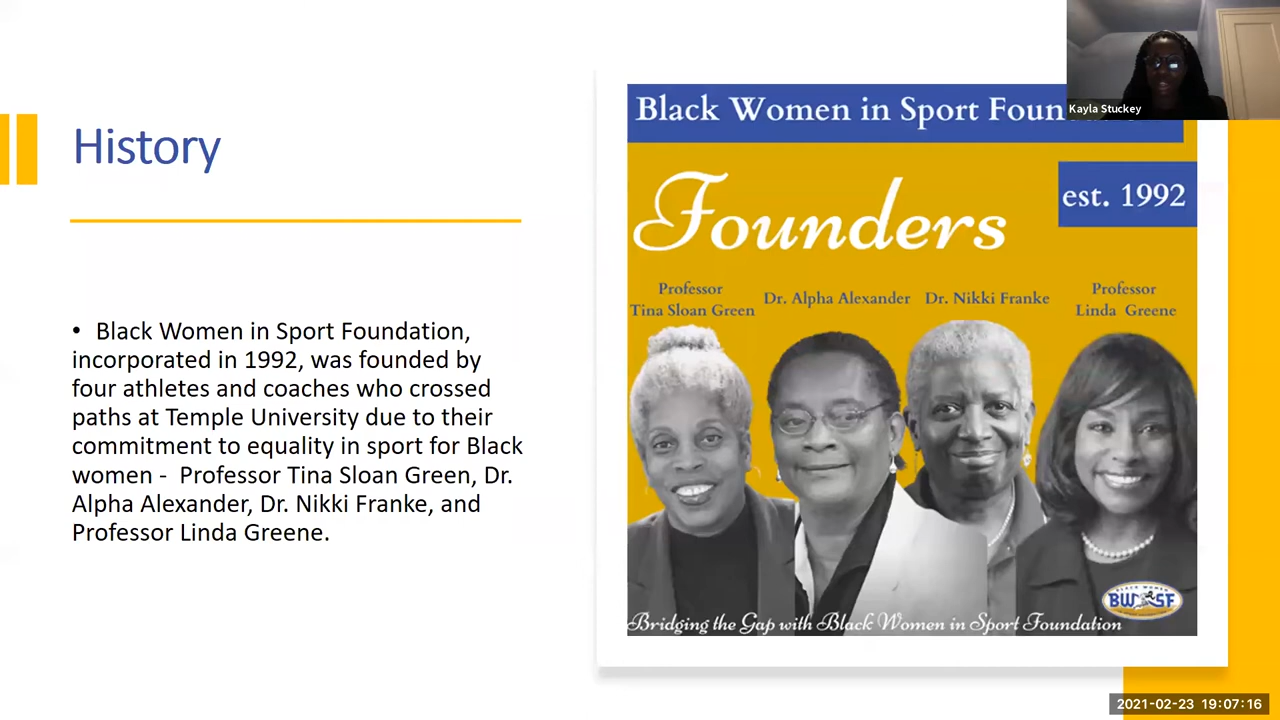 History
• Black Women in Sport Foundation,
incorporated in 1992, was founded by
four athletes and coaches who crossed
paths at Temple University due to their
commitment to equality in sport for Black
women - Professor Tina Sloan Green, Dr.
Alpha Alexander, Dr. Nikki Franke, and
Professor Linda Greene.
Black Women in Sport
Kayla Stuckey
est. 1992
Founders
Professor
Tina Sloan Green
Dr. Alpha Alexander
Dr. Nikki Franke
Professor
Linda Greene
BWSF
Bridging the Gap with Black Women in Sport Foundation
2021-02-23 19:07:16